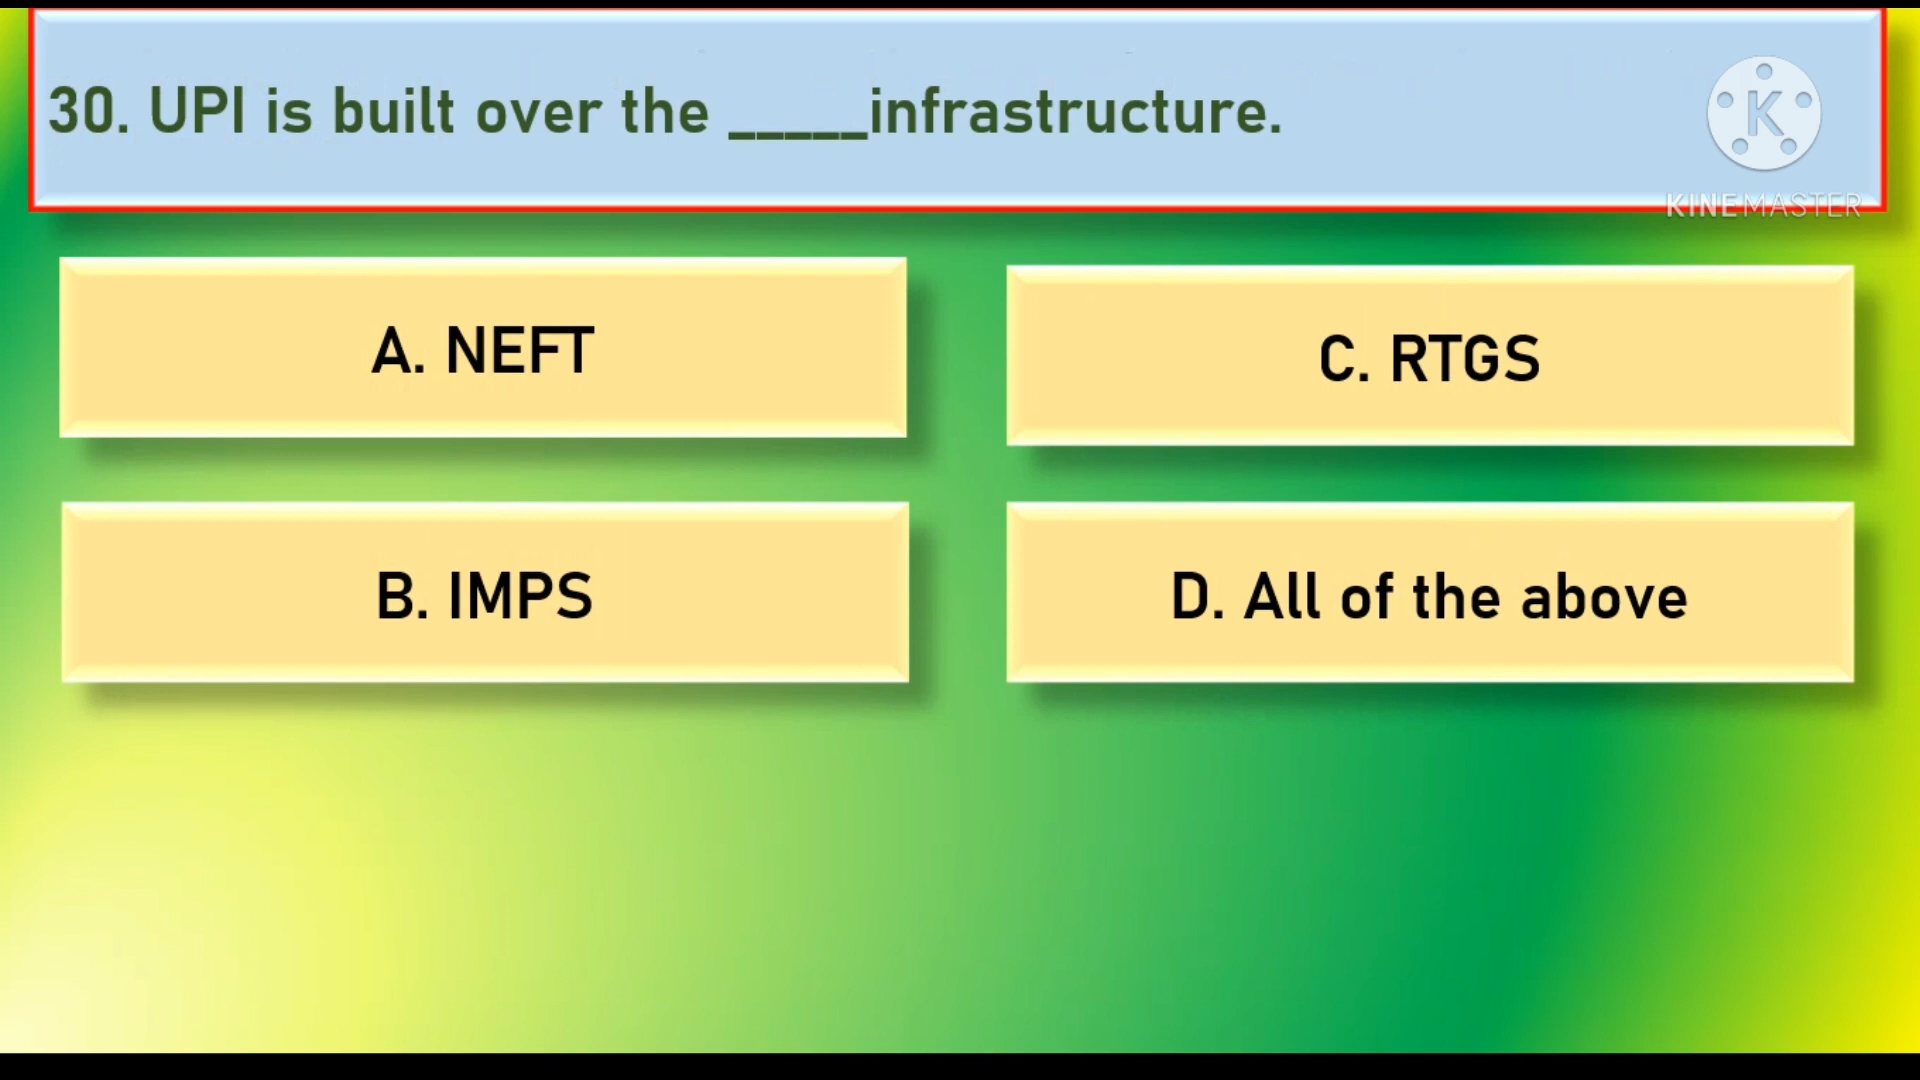 30. UPI is built over the _____infrastructure.
K
KINEMASTER
A. NEFT
C. RTGS
B. IMPS
D. All of the above